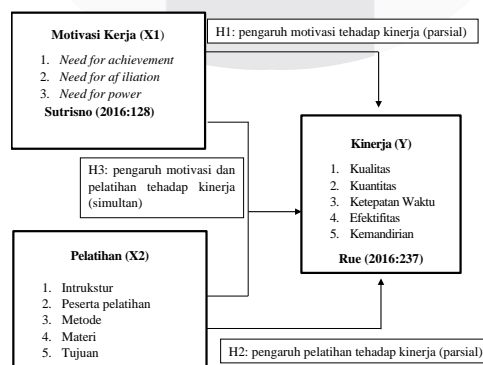 Motivasi Kerja (X1)
1. Need for achievement
2. Need for af iliation
3. Need for power
Sutrisno (2016:128)
H1: pengaruh motivasi tehadap kinerja (parsial)
H3: pengaruh motivasi dan
pelatihan tehadap kinerja
(simultan)
Kinerja (Y)
1. Kualitas
2. Kuantitas
3. Ketepatan Waktu
4. Efektifitas
5. Kemandirian
Rue (2016:237)
Pelatihan (X2)
1. Intrukstur
2. Peserta pelatihan
3. Metode
4. Materi
5. Tujuan
H2: pengaruh pelatihan tehadap kinerja (parsial)